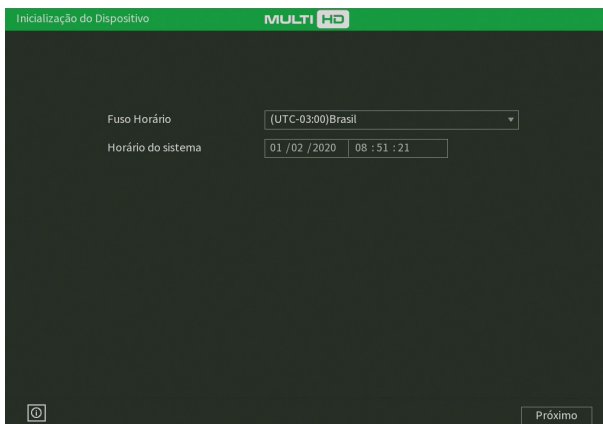 Inicialização do Dispositivo MULTI HD
Fuso Horário (UTC-03:00)Brasil
Horário do sistema 01 /02 /2020 08 : 51 : 21
Próximo